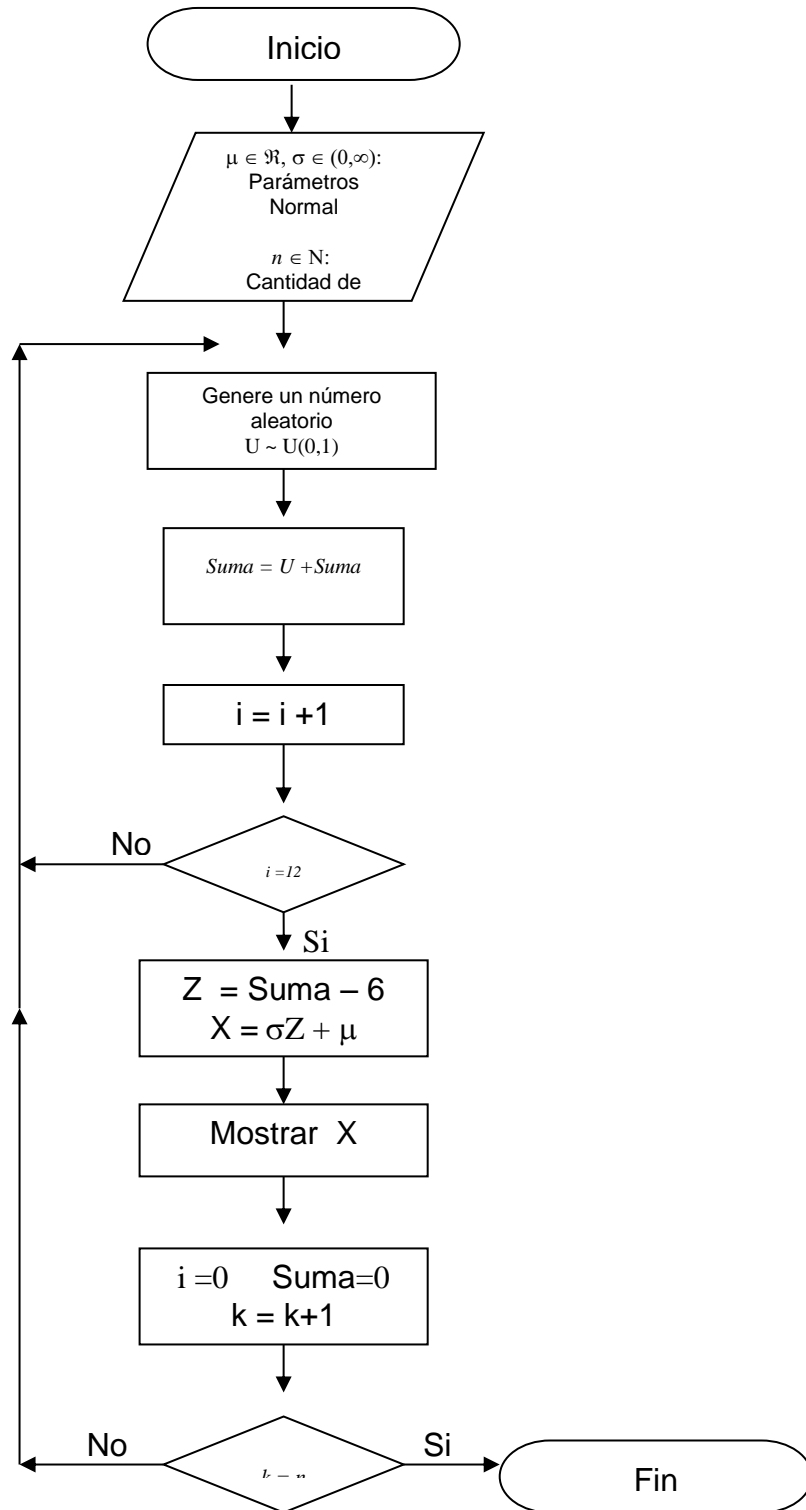 Inicio
μ ∈ ℜ, σ ∈ (0,∞):
Parámetros
Normal
n ∈ N:
Cantidad de
Genere un número
aleatorio
U ~ U(0,1)
Suma = U +Suma
i = i +1
No
i =12
Si
Z = Suma – 6
X = σZ + μ
Mostrar X
i =0 Suma=0
k = k+1
No
k = n
Si
Fin